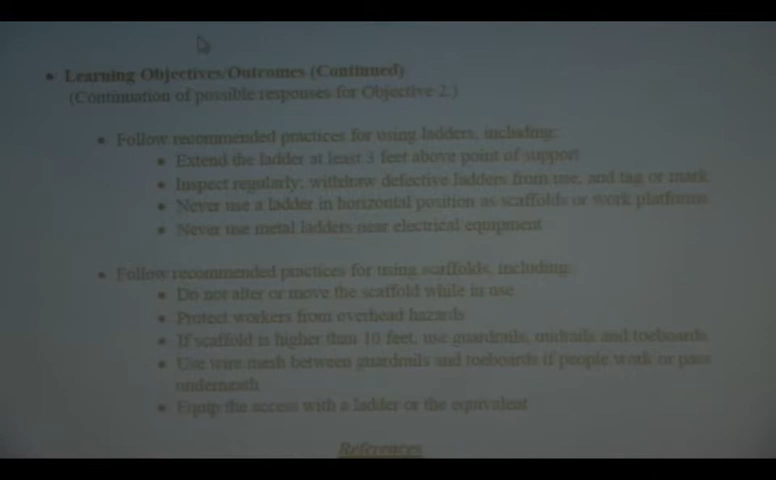 • Learning Objectives/Outcomes (Continued)
(Continuation of possible responses for Objective 2.)
• Follow recommended practices for using ladders, including:
• Extend the ladder at least 3 feet above point of support
• Inspect regularly; withdraw defective ladders from use, and tag or mark
• Never use a ladder in horizontal position as scaffolds or work platforms
• Never use metal ladders near electrical equipment
• Follow recommended practices for using scaffolds, including:
• Do not alter or move the scaffold while in use
• Protect workers from overhead hazards
• If scaffold is higher than 10 feet, use guardrails, midrails and toeboards
• Use wire mesh between guardrails and toeboards if people work or pass
underneath
• Equip the access with a ladder or the equivalent
References